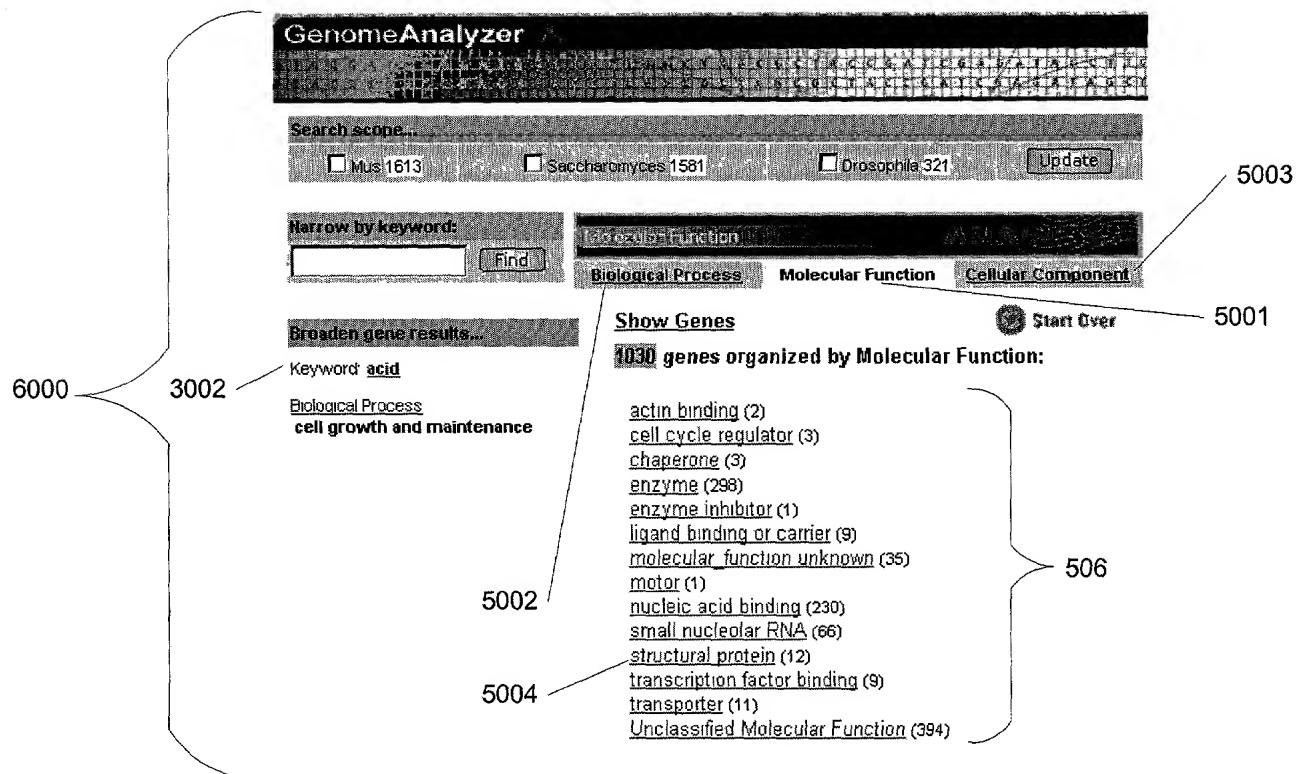 GenomeAnalyzer
Search scope...
Mus 1613 Saccharomyces 1581 Drosophila 321 Update
5003
Narrow by keyword:
Find
Molecular Function
Biological Process Molecular Function Cellular Component
5001
Show Genes Start Over
Broaden gene results...
1030 genes organized by Molecular Function:
6000
3002
Keyword acid
Biological Process
cell growth and maintenance
actin binding (2)
cell cycle regulator (3)
chaperone (3)
enzyme (298)
enzyme inhibitor (1)
ligand binding or carrier (9)
molecular_function unknown (35)
506
motor (1)
5002
nucleic acid binding (230)
small nucleolar RNA (66)
structural protein (12)
5004
transcription factor binding (9)
transporter (11)
Unclassified Molecular Function (394)